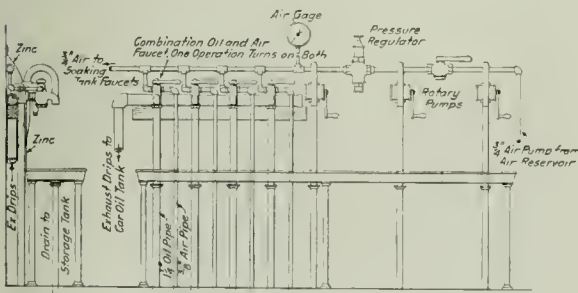 Air Gage
Pressure
Regulator
Zinc
Combination Oil and Air
Faucet, One Operation Turns on Both
3/4" Air to
Soaking
Tank Faucets
Rotary
Pumps
Zinc
3/4" Air Pump from
Air Reservoir
Ex. Drips
Drain to
Storage Tank
Exhaust Drips to
Car Oil Tank
1 1/4" Oil Pipe
3/8" Air Pipe